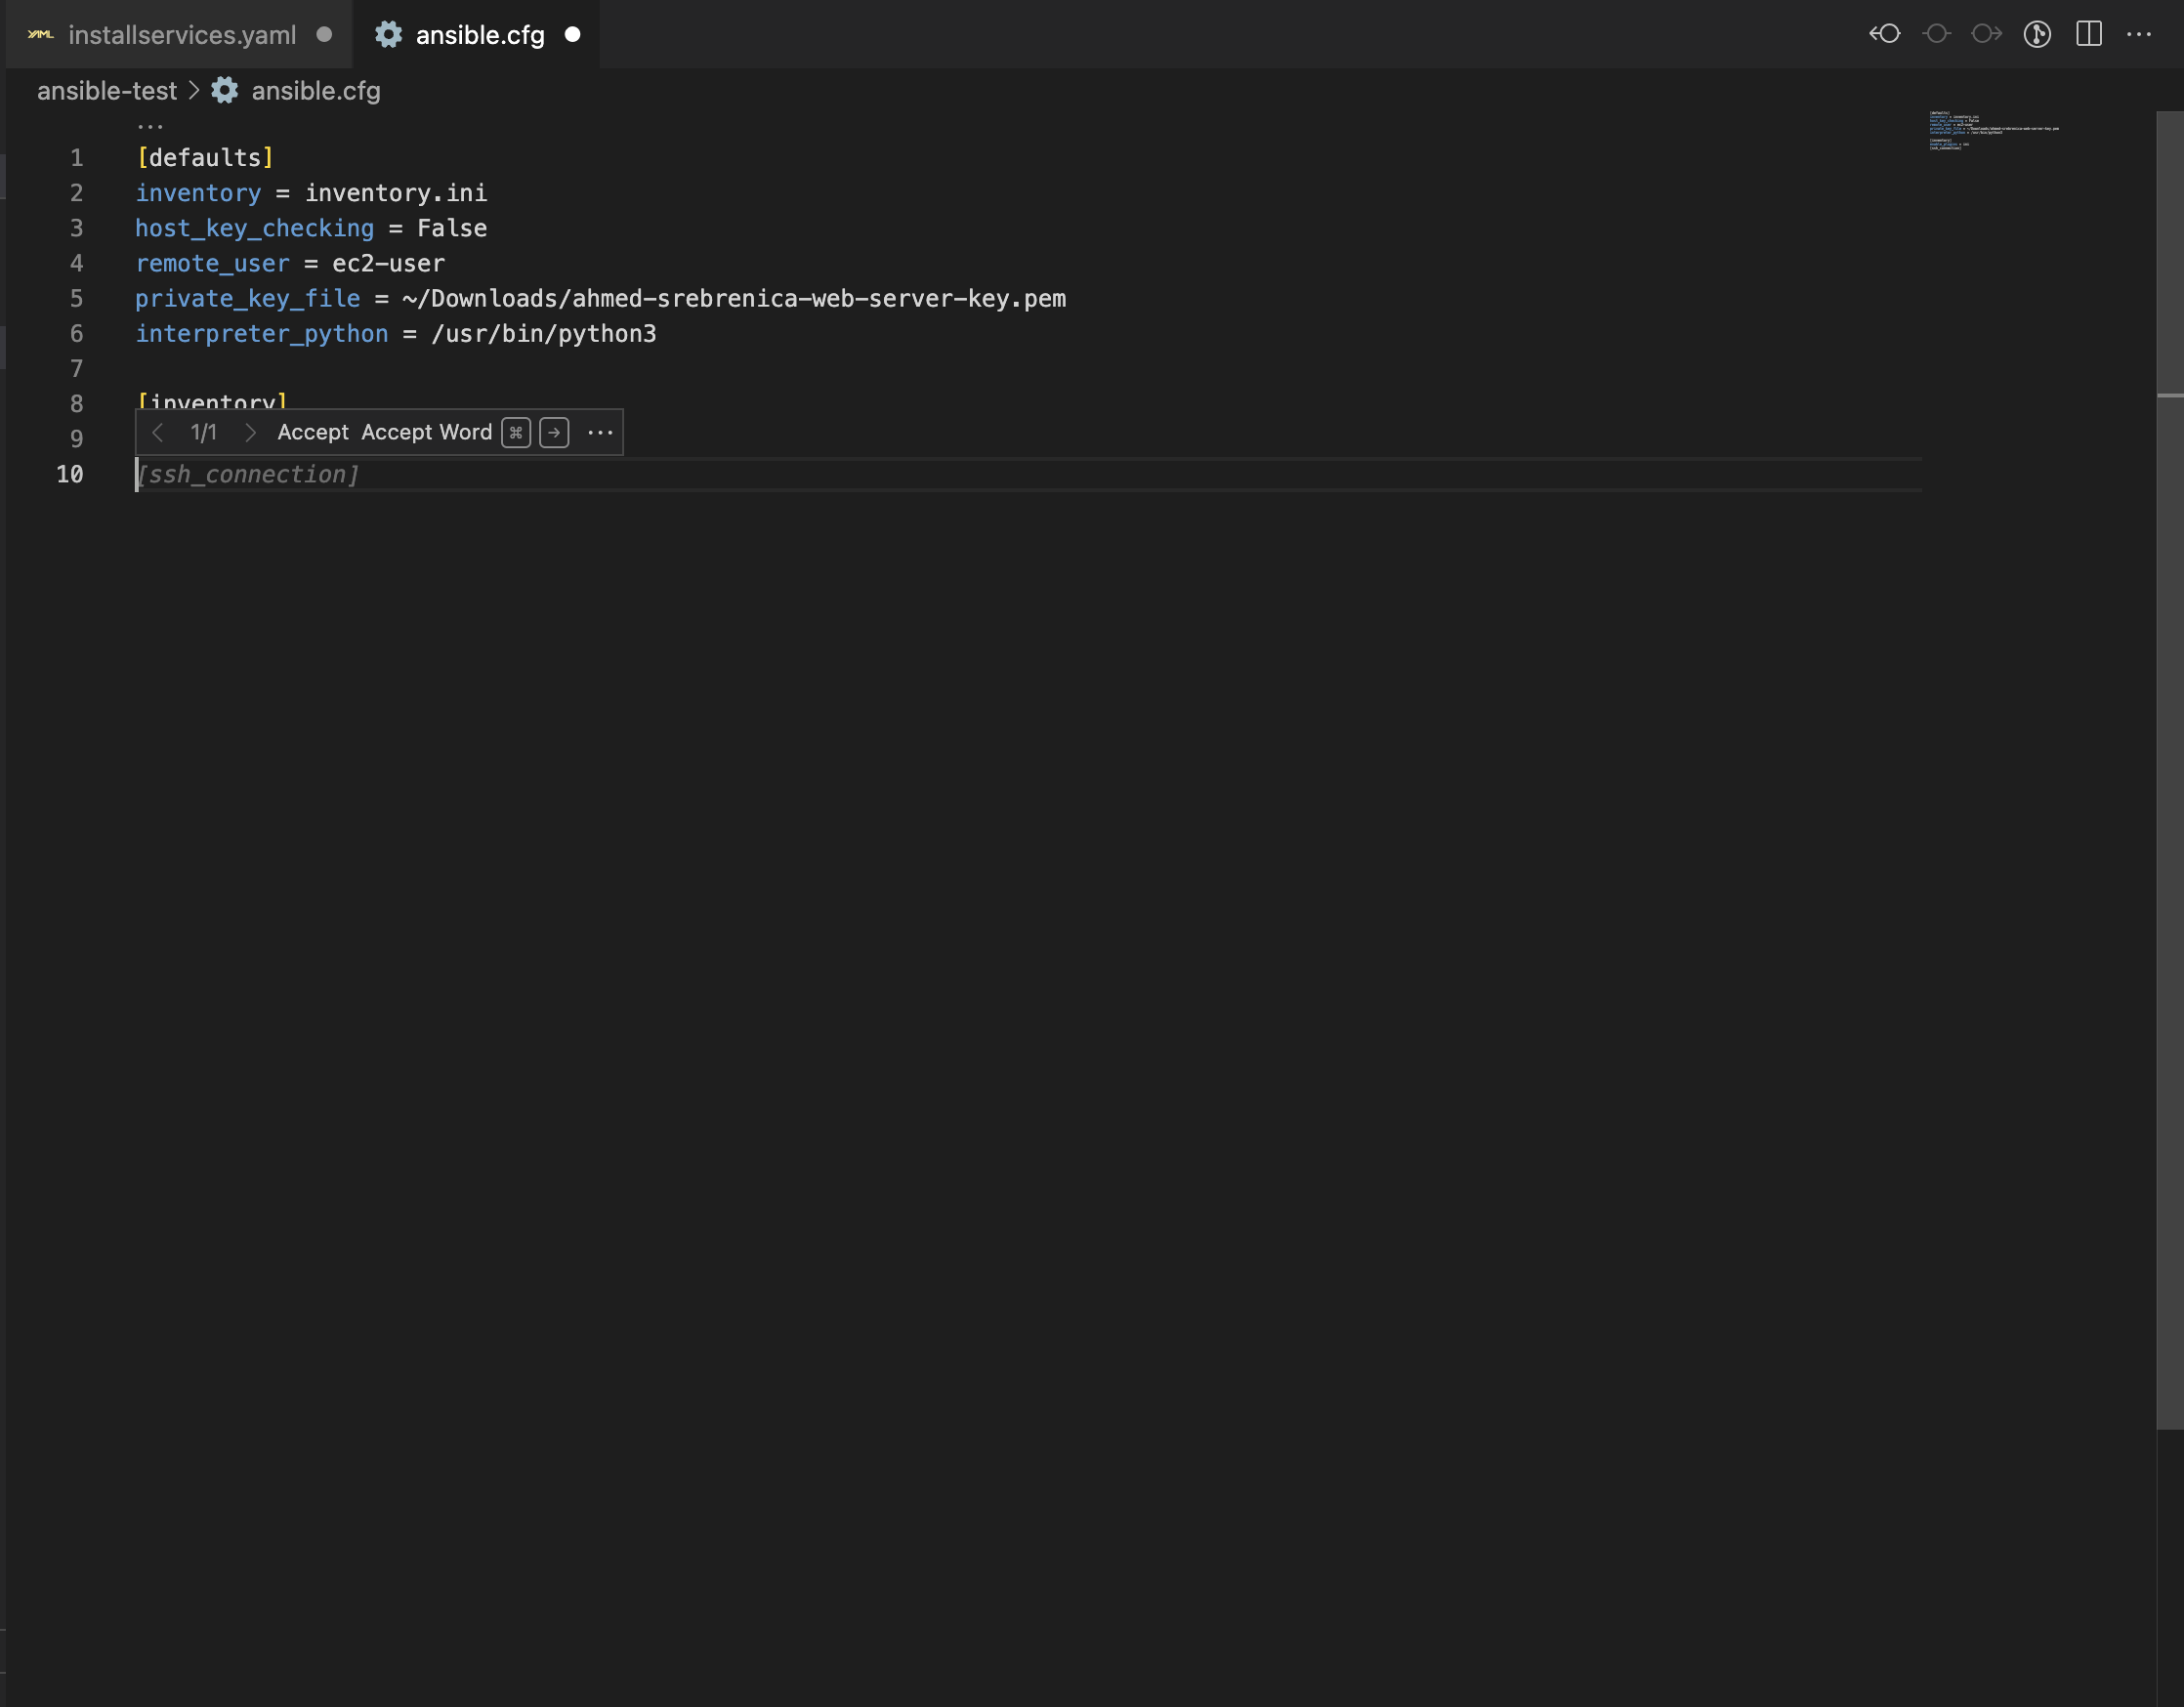 YAML installservices.yaml
ansible.cfg
ansible-test > ansible.cfg
...
1 [defaults]
2 inventory = inventory.ini
3 host_key_checking = False
4 remote_user = ec2-user
5 private_key_file = ~/Downloads/ahmed-srebrenica-web-server-key.pem
6 interpreter_python = /usr/bin/python3
7
8 [inventory]
1/1 Accept Accept Word ⌘ → ...
9
10 [ssh_connection]